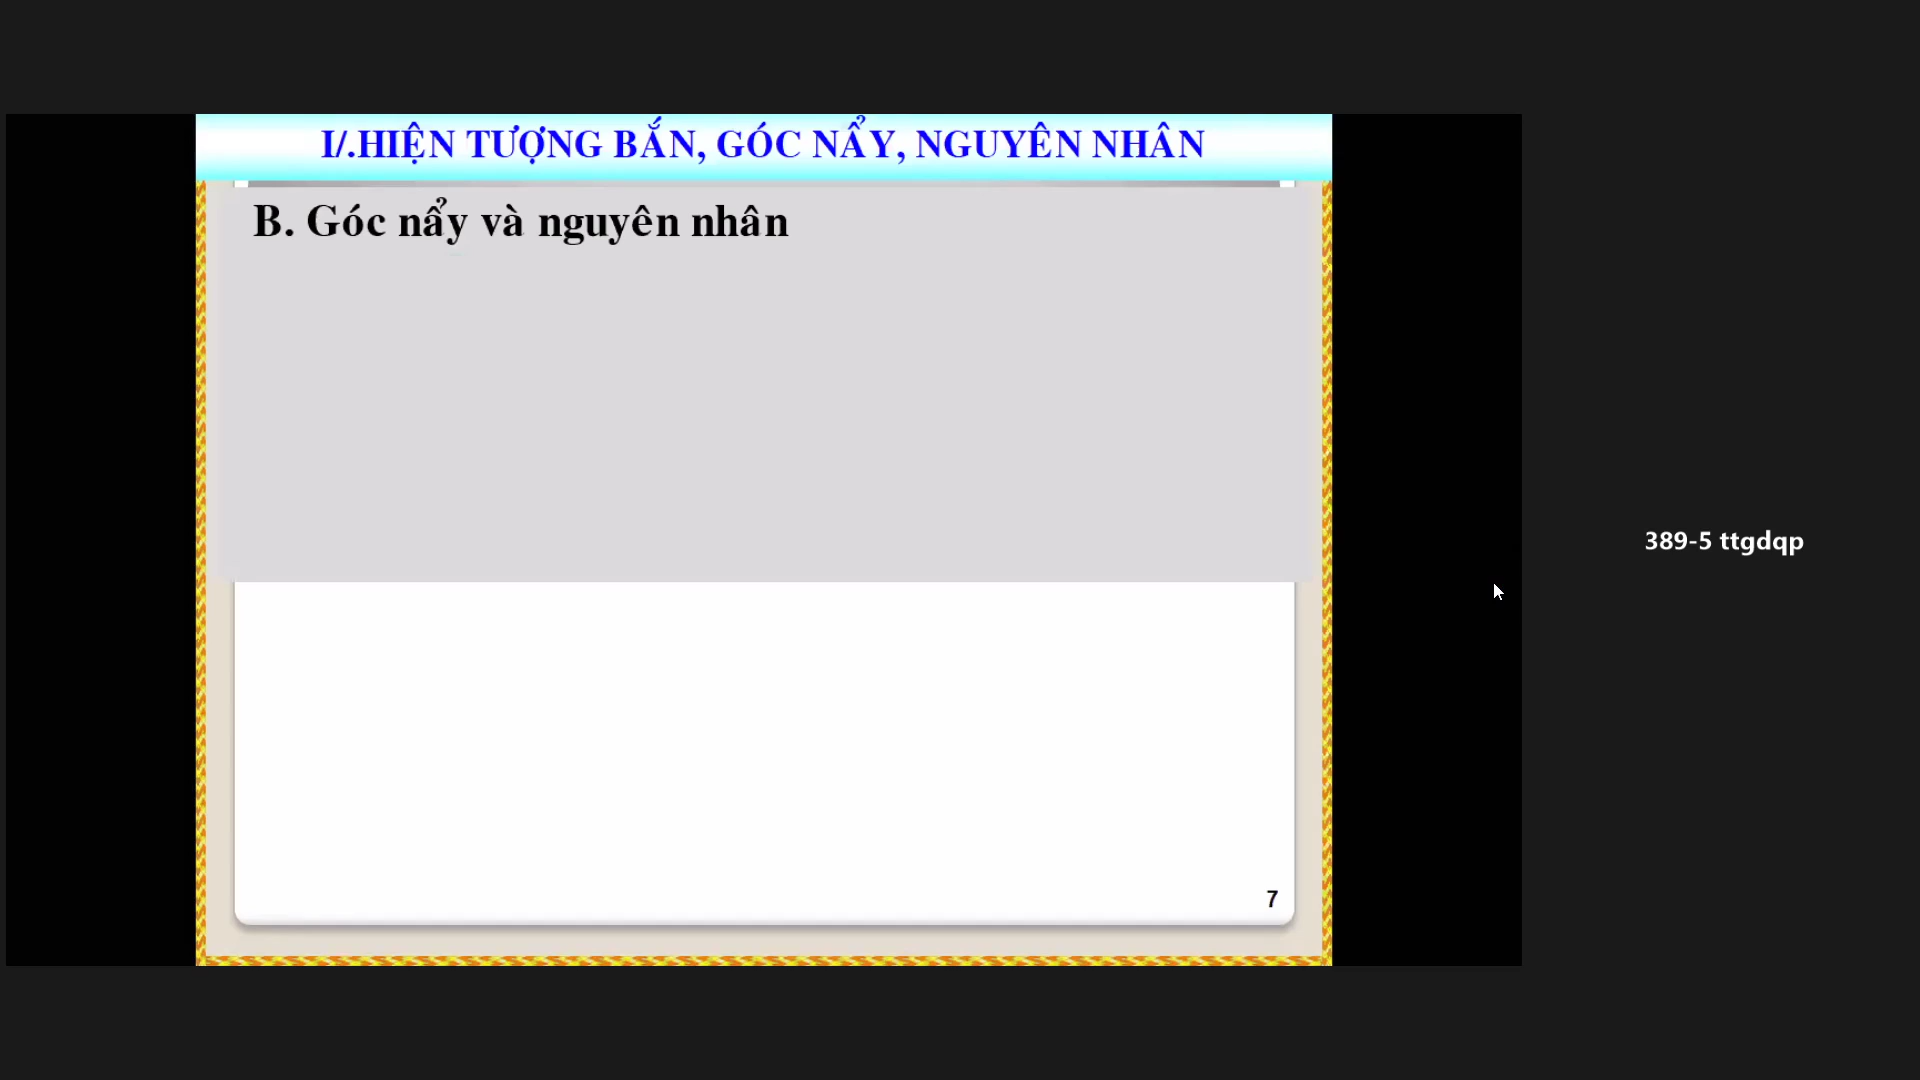 I/.HIỆN TƯỢNG BẮN, GÓC NẨY, NGUYÊN NHÂN
B. Góc nẩy và nguyên nhân
389-5 ttgdqp
7